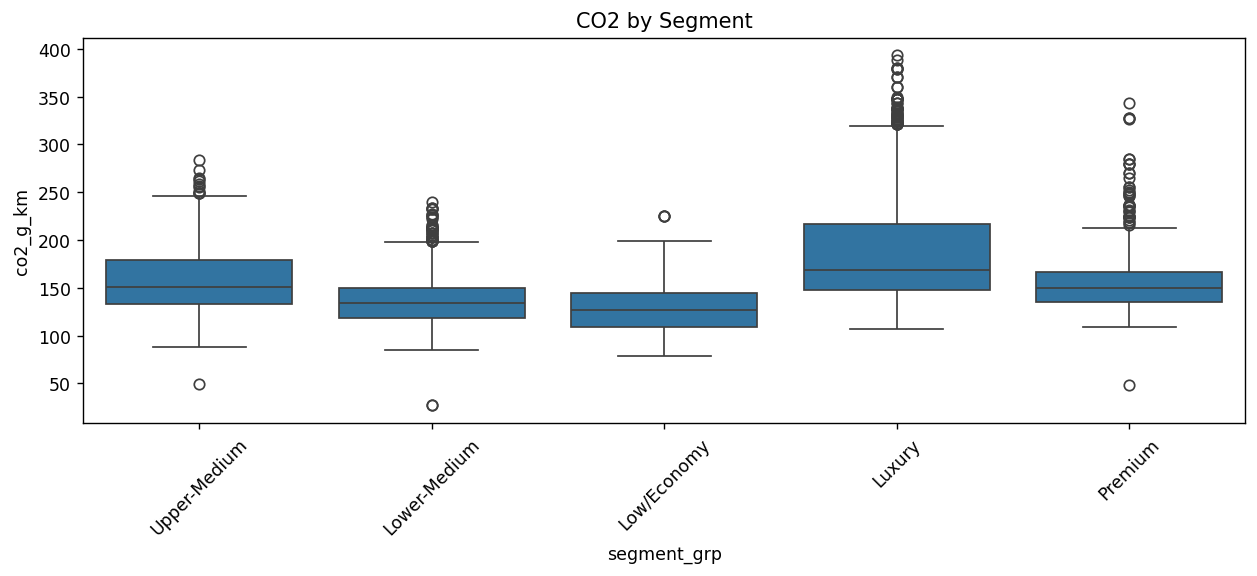 CO2 by Segment
co2_g_km
400
350
300
250
200
150
100
50
Upper-Medium
Lower-Medium
Low/Economy
Luxury
Premium
segment_grp